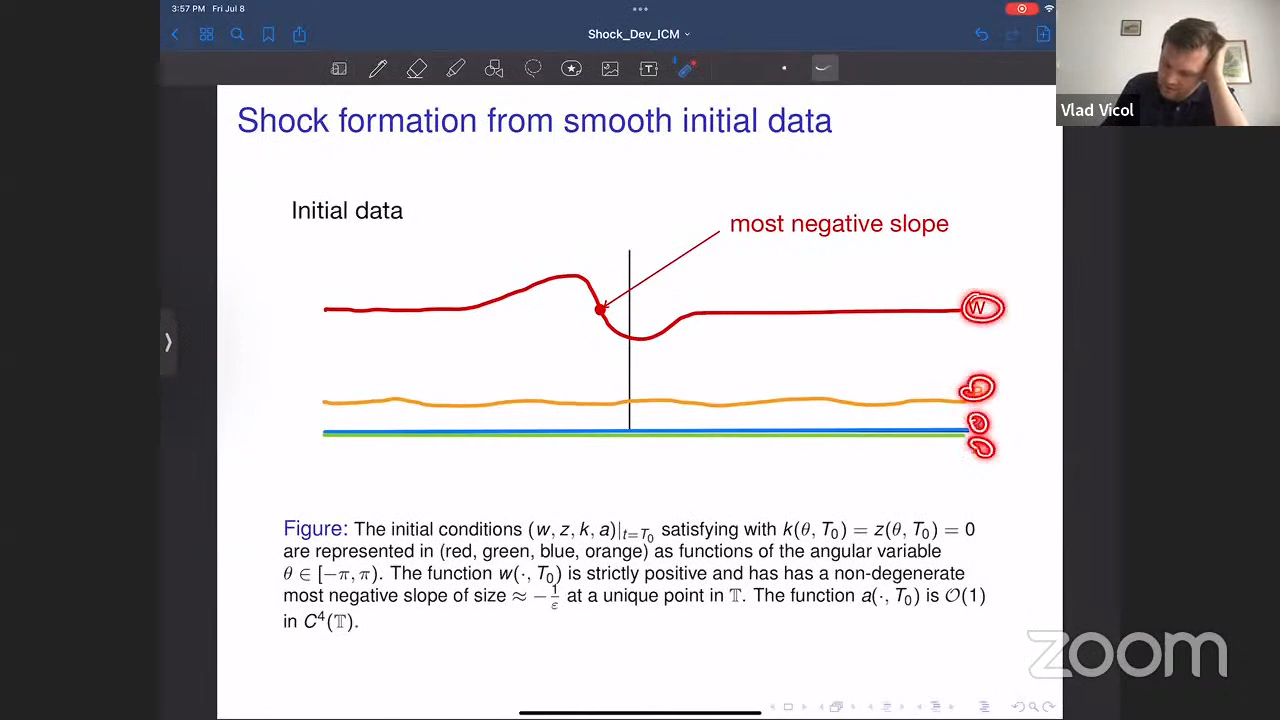 3:57 PM Fri Jul 8
Shock_Dev_ICM
Vlad Vicol
Shock formation from smooth initial data
Initial data
most negative slope
W
Figure: The initial conditions (w, z, k, a)|t=T₀ satisfying with k(θ, T₀) = z(θ, T₀) = 0
are represented in (red, green, blue, orange) as functions of the angular variable
θ ∈ [−π, π). The function w(·, T₀) is strictly positive and has has a non-degenerate
most negative slope of size ≈ −1/ε at a unique point in 𝕋. The function a(·, T₀) is 𝒪(1)
in C⁴(𝕋).
zoom